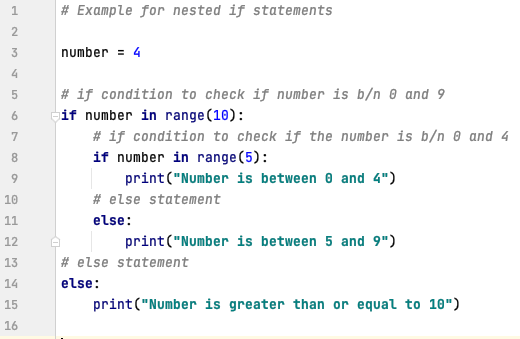 1 # Example for nested if statements
2
3 number = 4
4
5 # if condition to check if number is b/n 0 and 9
6 if number in range(10):
7     # if condition to check if the number is b/n 0 and 4
8     if number in range(5):
9         print("Number is between 0 and 4")
10     # else statement
11     else:
12         print("Number is between 5 and 9")
13 # else statement
14 else:
15     print("Number is greater than or equal to 10")
16